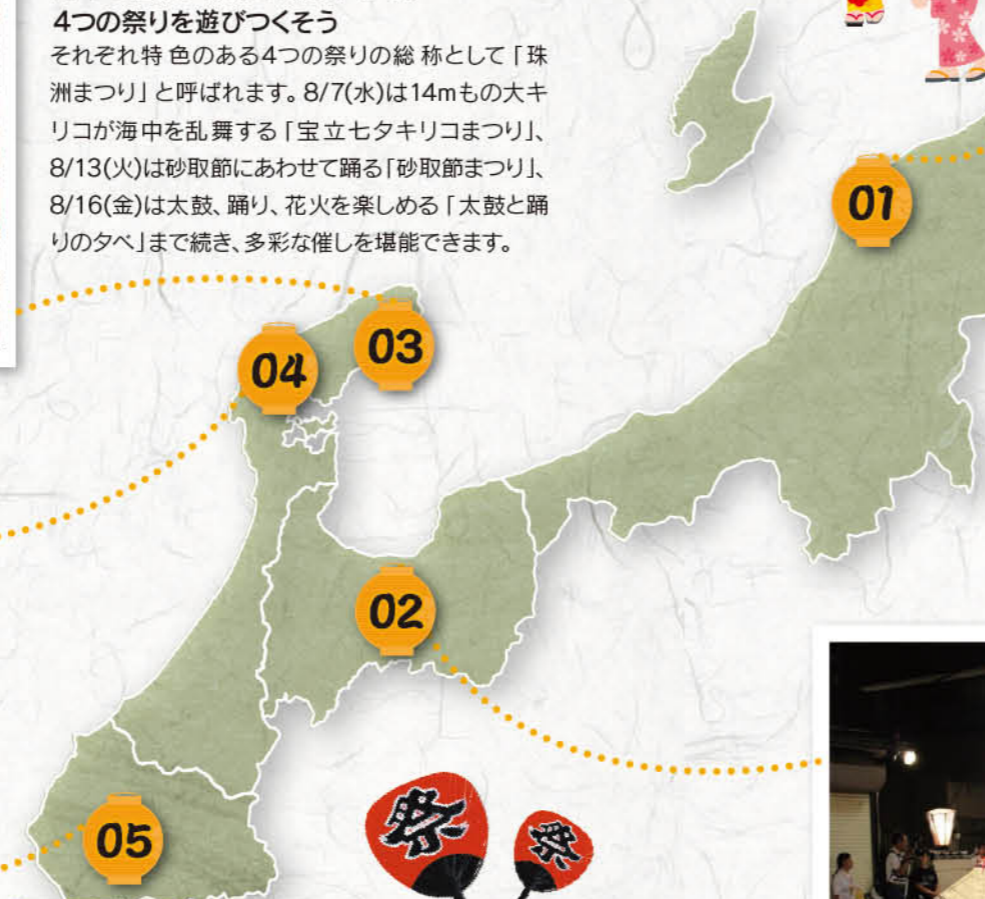 4つの祭りを遊びつくそう
それぞれ特色のある4つの祭りの総称として「珠
洲まつり」と呼ばれます。8/7(水)は14mもの大キ
リコが海中を乱舞する「宝立七夕キリコまつり」、
8/13(火)は砂取節にあわせて踊る「砂取節まつり」、
8/16(金)は太鼓、踊り、花火を楽しめる「太鼓と踊
りの夕べ」まで続き、多彩な催しを堪能できます。
01
03
04
02
05
祭
祭